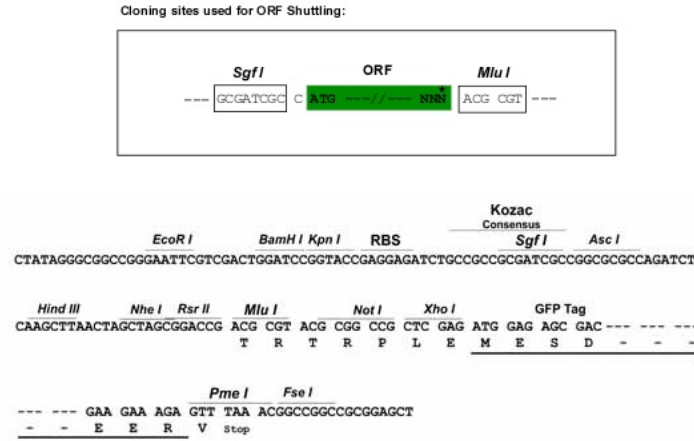 Cloning sites used for ORF Shuttling:
Sgf I ORF Mlu I
--- GCGATCGC C ATG ---//--- NNN* ACG CGT ---
Kozac
Consensus
EcoR I BamH I Kpn I RBS Sgf I Asc I
CTATAGGGCGGCCGGGAATTCGTCGACTGGATCCGGTACCGAGGAGATCTGCCGCCGCGATCGCCGGCGCGCCAGATCT
Hind III Nhe I Rsr II Mlu I Not I Xho I GFP Tag
CAAGCTTAACTAGCTAGCGGACCG ACG CGT ACG CGG CCG CTC GAG ATG GAG AGC GAC --- --- ---
T R T R P L E M E S D - - -
Pme I Fse I
--- --- GAA GAA AGA GTT TAA ACGGCCGGCCGCGGAGCT
- - E E R V Stop